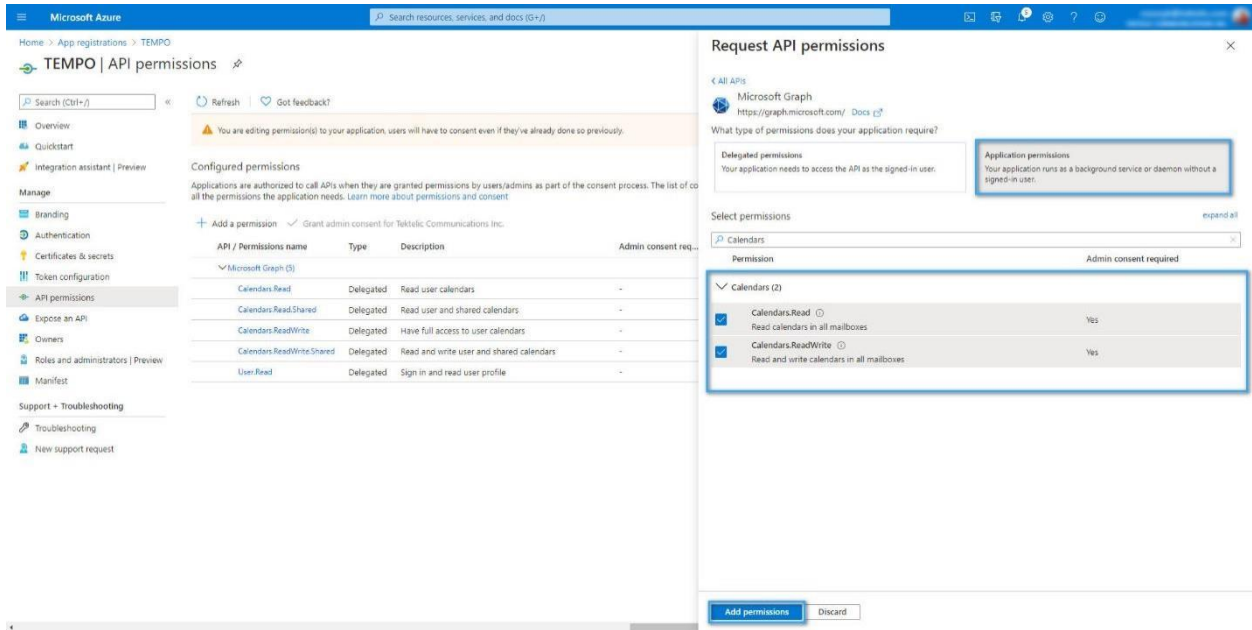 Microsoft Azure
Search resources, services, and docs (G+/)
Home > App registrations > TEMPO
TEMPO | API permissions
Search (Ctrl+/)
Overview
Quickstart
Integration assistant | Preview
Manage
Branding
Authentication
Certificates & secrets
Token configuration
API permissions
Expose an API
Owners
Roles and administrators | Preview
Manifest
Support + Troubleshooting
Troubleshooting
New support request
Refresh
Got feedback?
You are editing permission(s) to your application, users will have to consent even if they've already done so previously.
Configured permissions
Applications are authorized to call APIs when they are granted permissions by users/admins as part of the consent process. The list of co
all the permissions the application needs. Learn more about permissions and consent
Add a permission Grant admin consent for Tektelic Communications Inc.
API / Permissions name Type Description Admin consent req...
Microsoft Graph (5)
Calendars.Read Delegated Read user calendars -
Calendars.Read.Shared Delegated Read user and shared calendars -
Calendars.ReadWrite Delegated Have full access to user calendars -
Calendars.ReadWrite.Shared Delegated Read and write user and shared calendars -
User.Read Delegated Sign in and read user profile -
Request API permissions
< All APIs
Microsoft Graph
https://graph.microsoft.com/ Docs
What type of permissions does your application require?
Delegated permissions
Your application needs to access the API as the signed-in user.
Application permissions
Your application runs as a background service or daemon without a
signed-in user.
Select permissions
expand all
Calendars
Permission Admin consent required
Calendars (2)
Calendars.Read
Read calendars in all mailboxes
Yes
Calendars.ReadWrite
Read and write calendars in all mailboxes
Yes
Add permissions
Discard